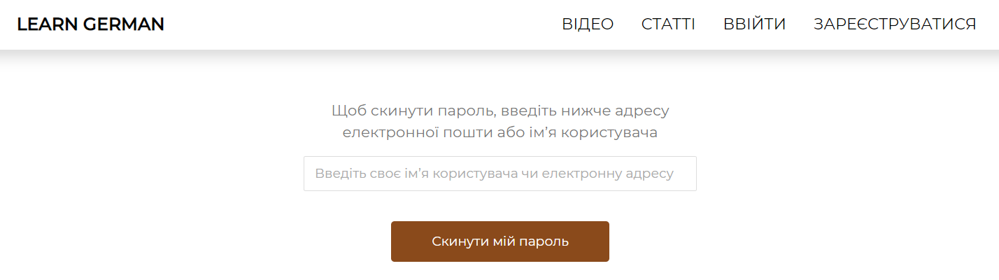 LEARN GERMAN
ВІДЕО СТАТТІ ВВІЙТИ ЗАРЕЄСТРУВАТИСЯ
Щоб скинути пароль, введіть нижче адресу
електронної пошти або ім’я користувача
Введіть своє ім’я користувача чи електронну адресу
Скинути мій пароль